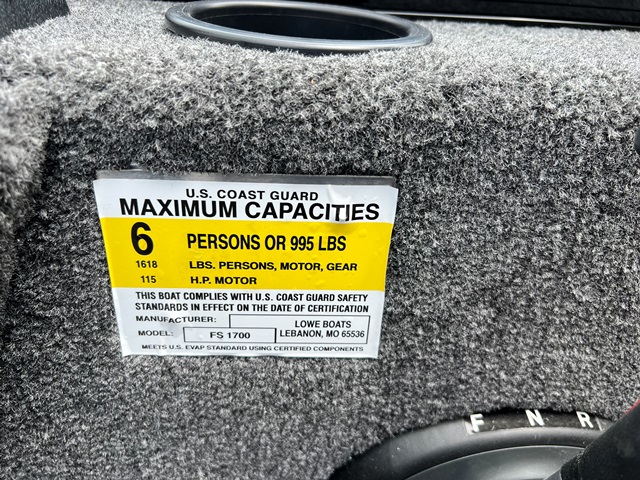 U.S. COAST GUARD
MAXIMUM CAPACITIES
6 PERSONS OR 995 LBS
1618 LBS. PERSONS, MOTOR, GEAR
115 H.P. MOTOR
THIS BOAT COMPLIES WITH U.S. COAST GUARD SAFETY
STANDARDS IN EFFECT ON THE DATE OF CERTIFICATION
MANUFACTURER: LOWE BOATS
MODEL: FS 1700 LEBANON, MO 65536
MEETS U.S. EVAP STANDARD USING CERTIFIED COMPONENTS
F N R